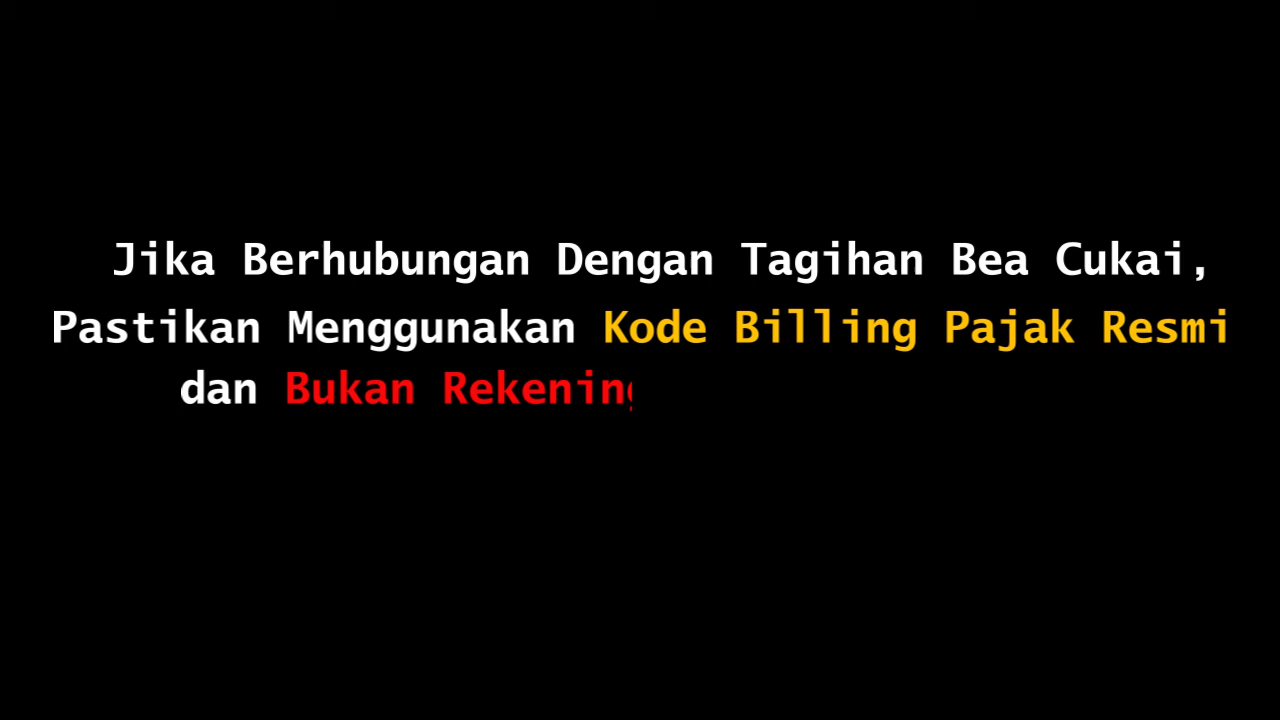 Jika Berhubungan Dengan Tagihan Bea Cukai,
Pastikan Menggunakan Kode Billing Pajak Resmi
dan Bukan Rekening